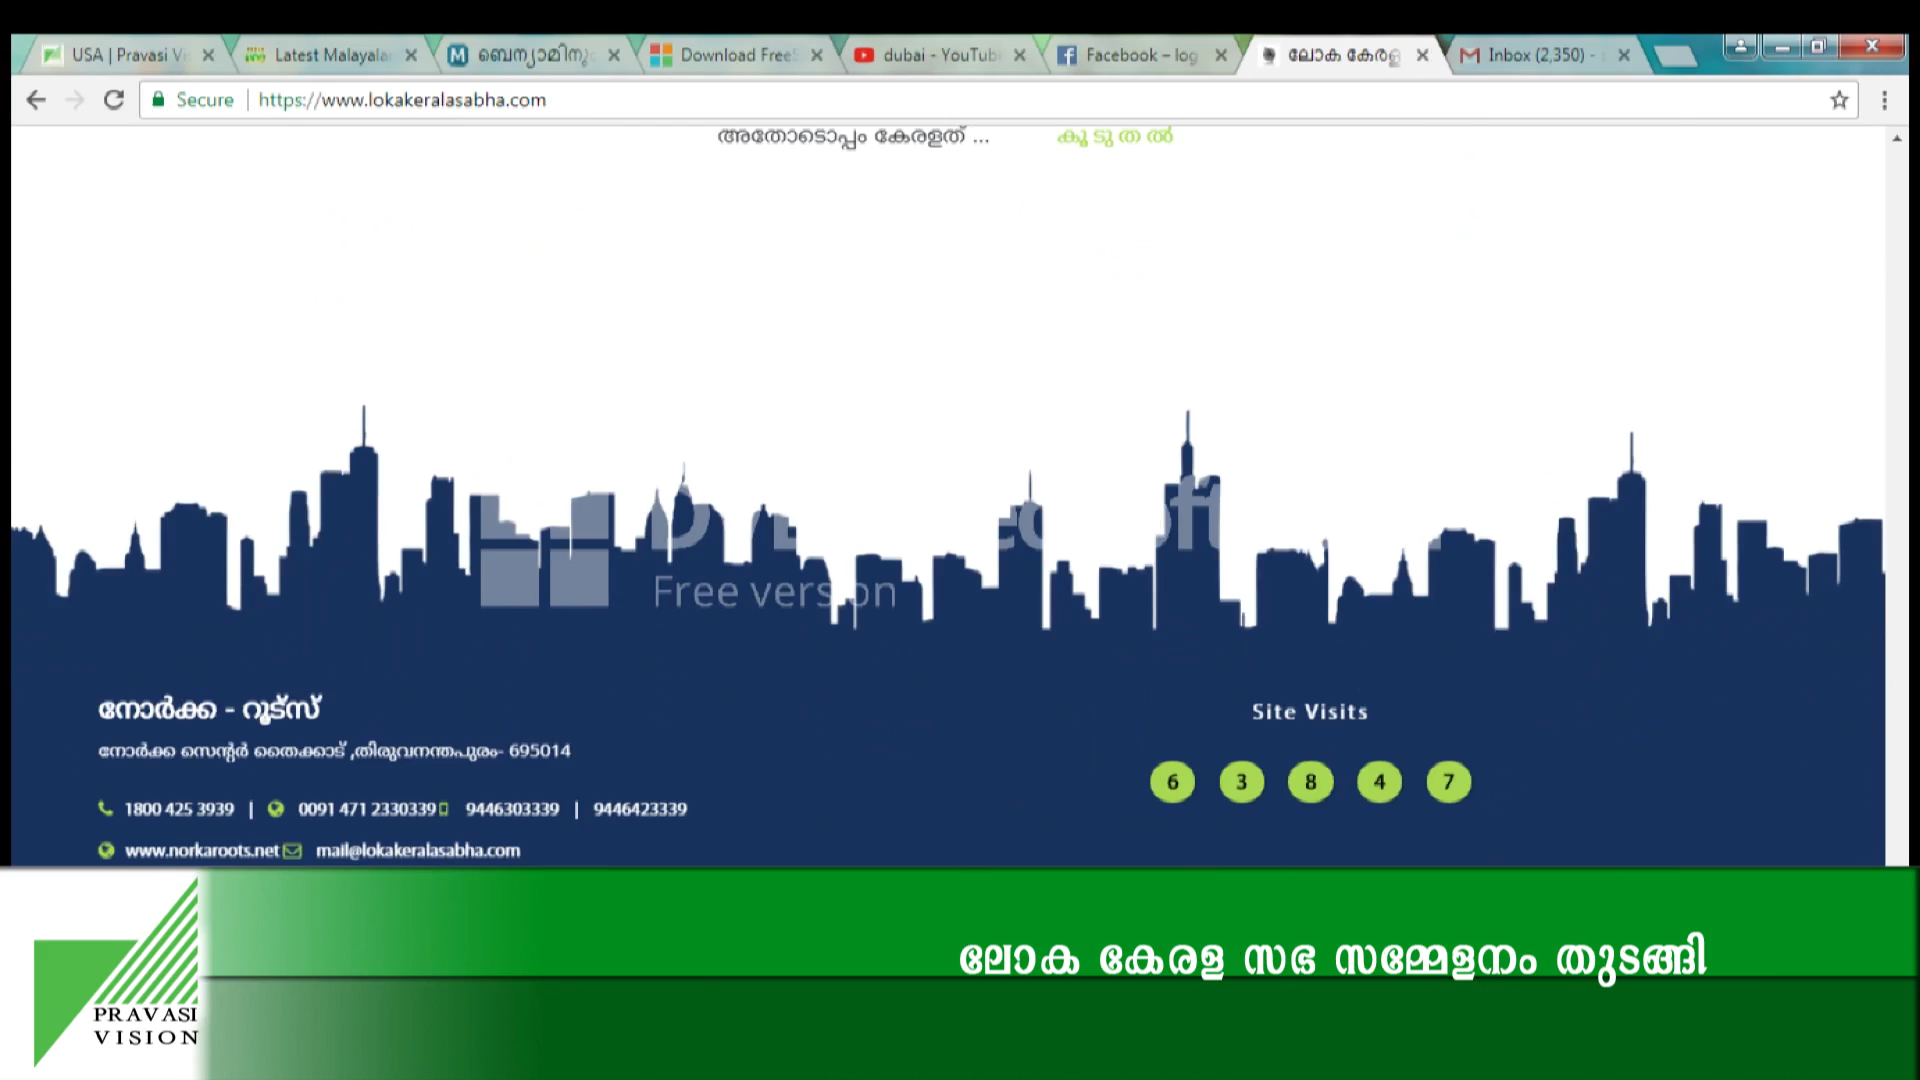 USA | Pravasi Vi
Latest Malayala
ബെന്യാമിനു
Download Free
dubai - YouTub
Facebook – log
ലോക കേരള
Inbox (2,350) -
Secure | https://www.lokakeralasabha.com
അതോടൊപ്പം കേരളത് ... കൂടുതൽ
Free version
നോർക്ക - റൂട്സ്
Site Visits
നോർക്ക സെന്റർ തൈക്കാട് ,തിരുവനന്തപുരം- 695014
6 3 8 4 7
1800 425 3939 | 0091 471 2330339 9446303339 | 9446423339
www.norkaroots.net mail@lokakeralasabha.com
ലോക കേരള സഭ സമ്മേളനം തുടങ്ങി
PRAVASI
VISION